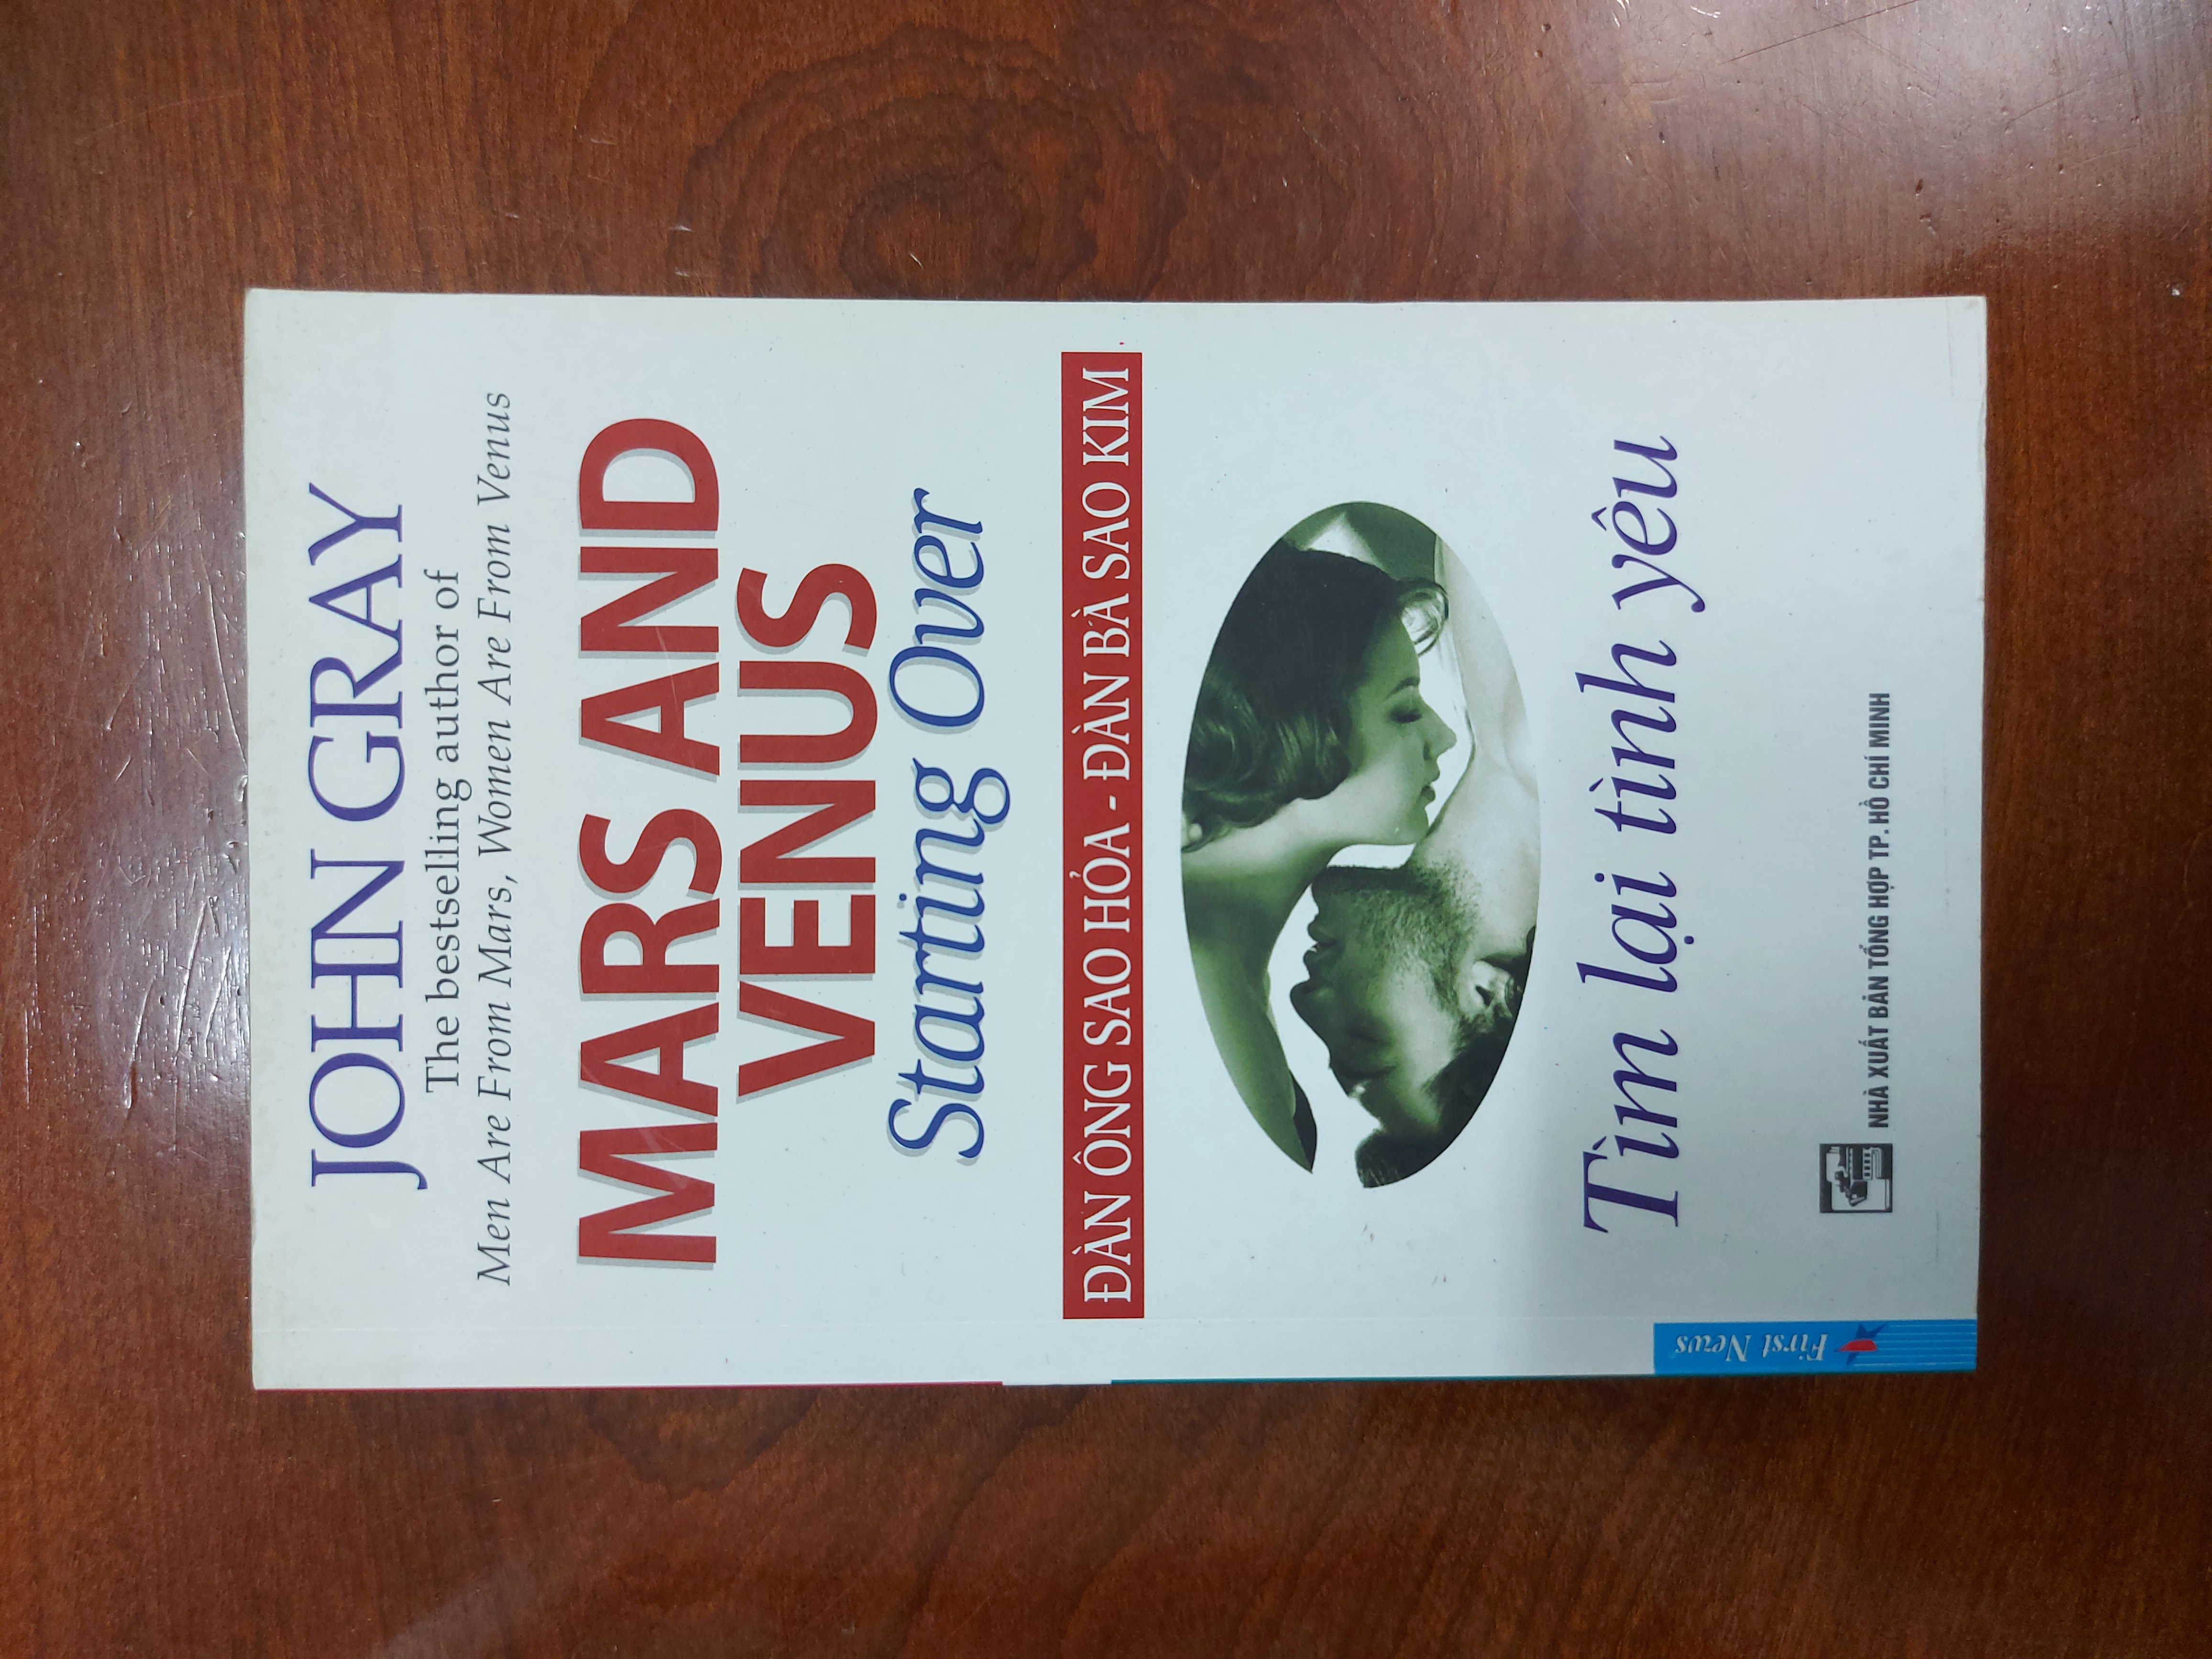 JOHN GRAY
The bestselling author of
Men Are From Mars, Women Are From Venus
MARS AND
VENUS
Starting Over
ĐÀN ÔNG SAO HỎA - ĐÀN BÀ SAO KIM
Tìm lại tình yêu
First News
NHÀ XUẤT BẢN TỔNG HỢP TP. HỒ CHÍ MINH